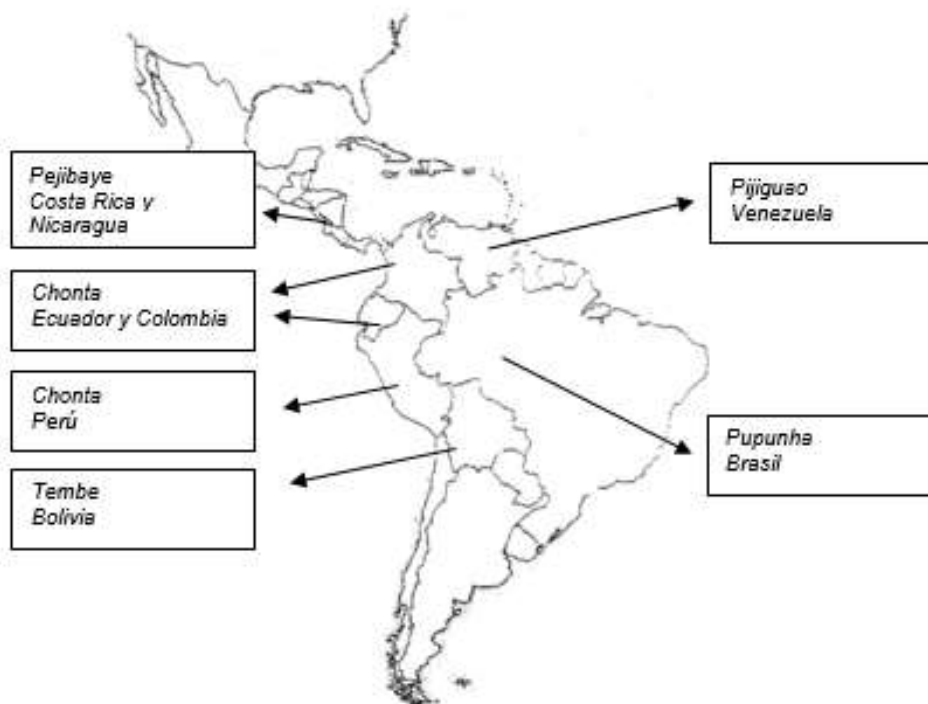 Pejibaye
Costa Rica y
Nicaragua
Chonta
Ecuador y Colombia
Chonta
Perú
Tembe
Bolivia
Pijiguao
Venezuela
Pupunha
Brasil